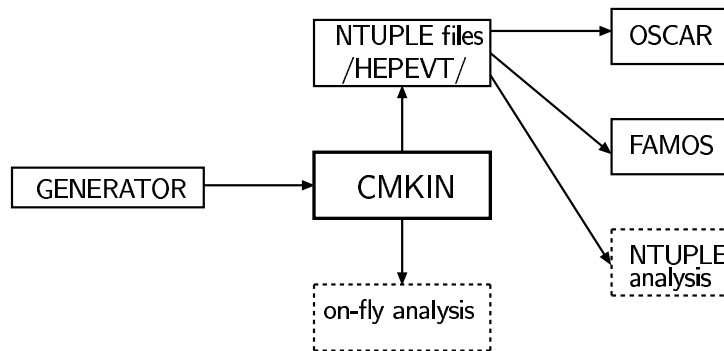 NTUPLE files
/HEPEVT/
OSCAR
FAMOS
GENERATOR
CMKIN
NTUPLE
analysis
on-fly analysis